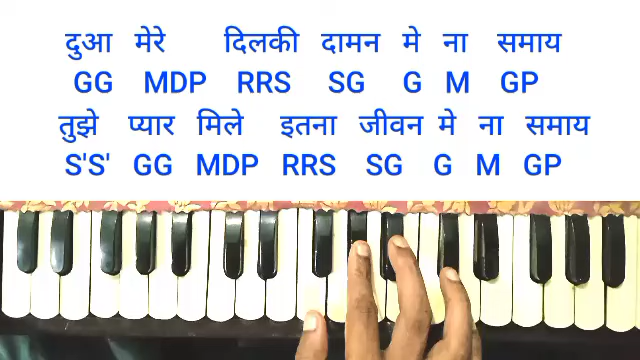 दुआ मेरे दिलकी दामन मे ना समाय
GG MDP RRS SG G M GP
तुझे प्यार मिले इतना जीवन मे ना समाय
S'S' GG MDP RRS SG G M GP